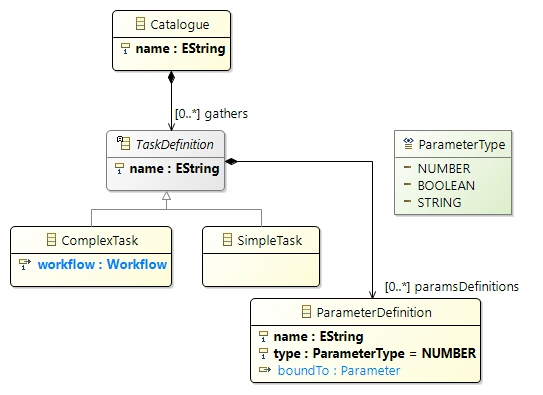 Catalogue
name : EString
[0..*] gathers
TaskDefinition
name : EString
ParameterType
NUMBER
BOOLEAN
STRING
ComplexTask
workflow : Workflow
SimpleTask
[0..*] paramsDefinitions
ParameterDefinition
name : EString
type : ParameterType = NUMBER
boundTo : Parameter